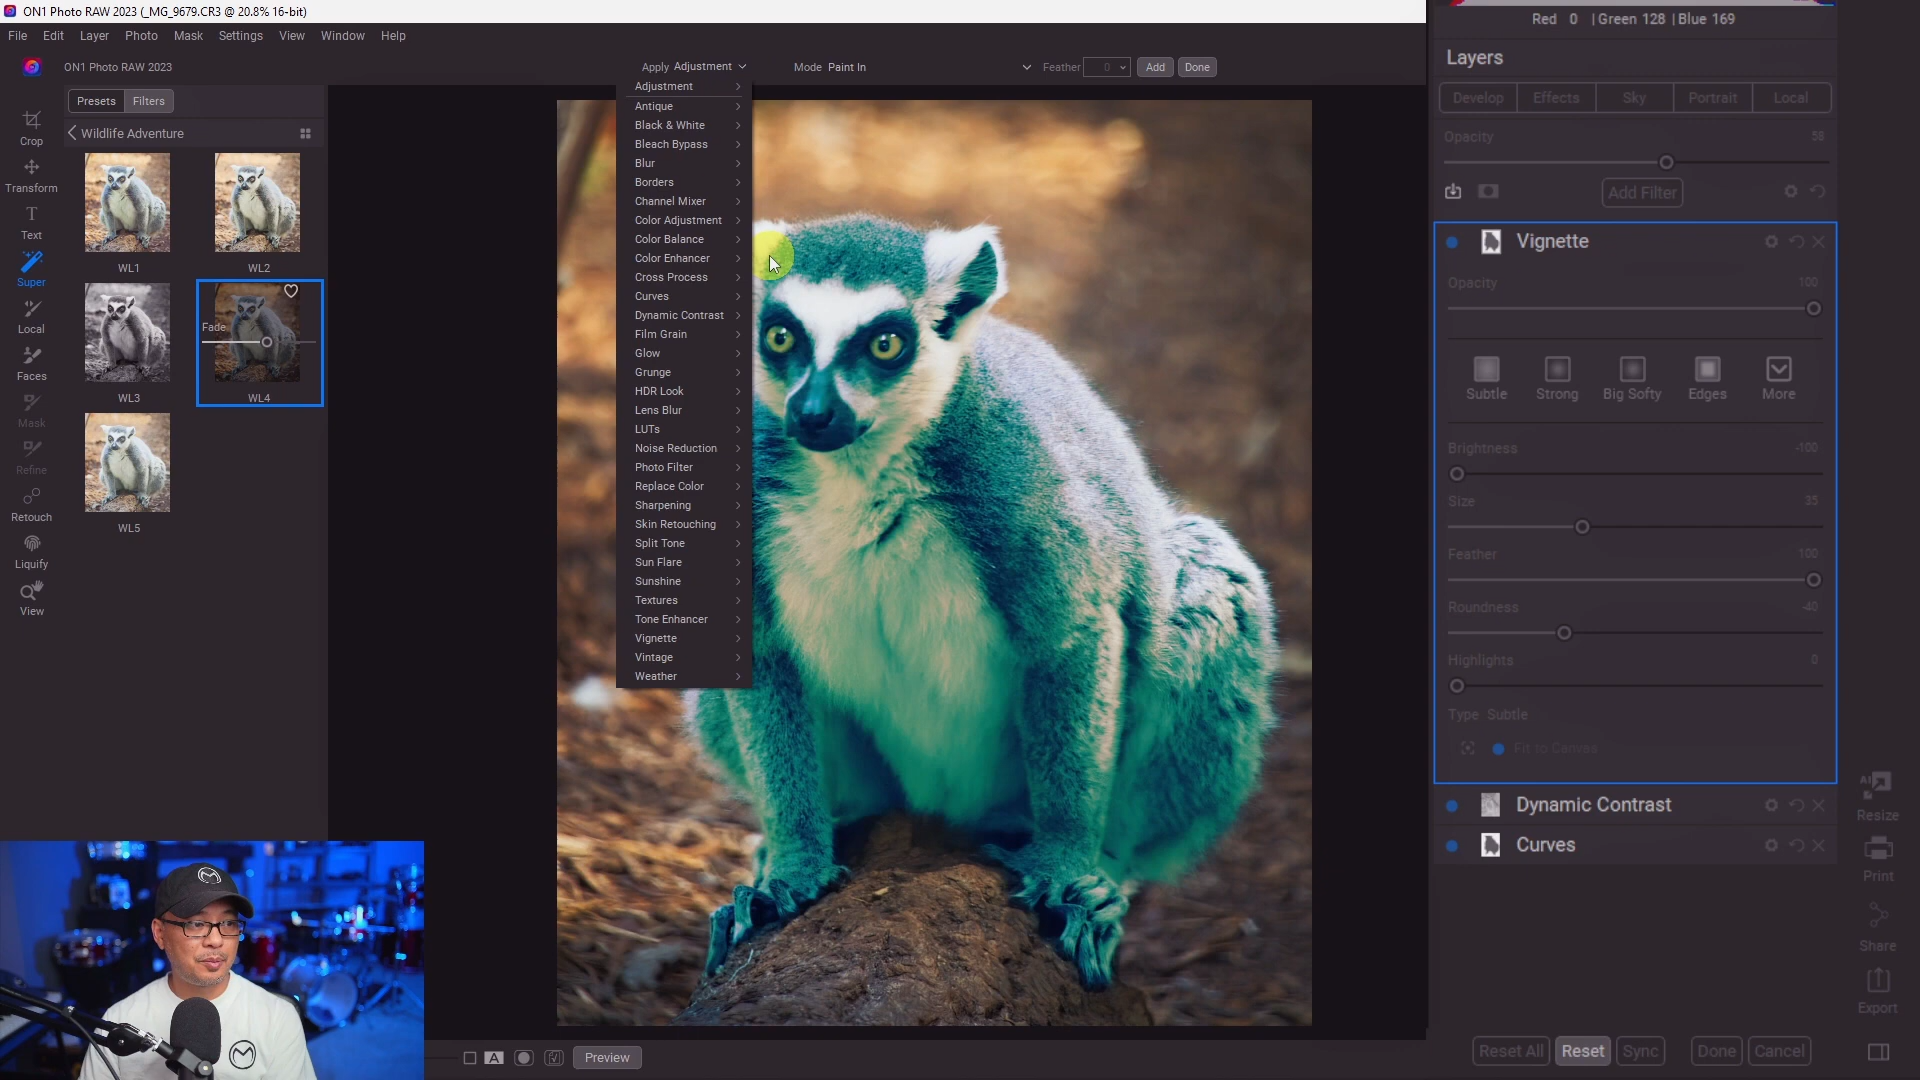 ON1 Photo RAW 2023 (_MG_9679.CR3 @ 20.8% 16-bit)
File Edit Layer Photo Mask Settings View Window Help
ON1 Photo RAW 2023
Apply Adjustment Mode Paint In Feather 0 Add Done
Presets Filters
Wildlife Adventure
Crop
Transform
Text
Super
Local
Faces
Mask
Refine
Retouch
Liquify
View
WL1 WL2
Fade
WL3 WL4
WL5
Adjustment
Antique
Black & White
Bleach Bypass
Blur
Borders
Channel Mixer
Color Adjustment
Color Balance
Color Enhancer
Cross Process
Curves
Dynamic Contrast
Film Grain
Glow
Grunge
HDR Look
Lens Blur
LUTs
Noise Reduction
Photo Filter
Replace Color
Sharpening
Skin Retouching
Split Tone
Sun Flare
Sunshine
Textures
Tone Enhancer
Vignette
Vintage
Weather
A Preview
Red 0 | Green 128 | Blue 169
Layers
Develop Effects Sky Portrait Local
Opacity 58
Add Filter
Vignette
Opacity 100
Subtle Strong Big Softy Edges More
Brightness -100
Size 35
Feather 100
Roundness -40
Highlights 0
Type Subtle
Fit to Canvas
Dynamic Contrast
Curves
AI
Resize
Print
Share
Export
Reset All Reset Sync Done Cancel